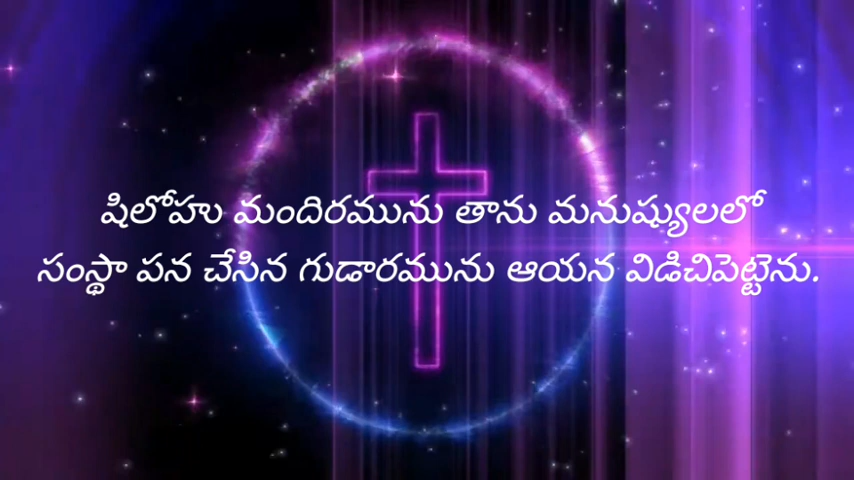 షిలోహు మందిరమును తాను మనుష్యులలో
సంస్థా పన చేసిన గుడారమును ఆయన విడిచిపెట్టెను.